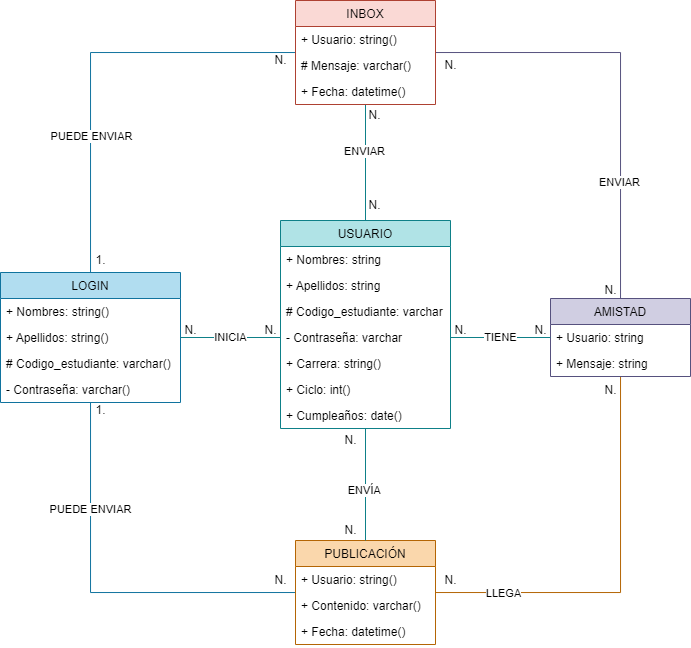 INBOX
+ Usuario: string()
# Mensaje: varchar()
+ Fecha: datetime()
N.
N.
N.
PUEDE ENVIAR
ENVIAR
ENVIAR
N.
1.
N.
USUARIO
+ Nombres: string
+ Apellidos: string
# Codigo_estudiante: varchar
- Contraseña: varchar
+ Carrera: string()
+ Ciclo: int()
+ Cumpleaños: date()
LOGIN
+ Nombres: string()
+ Apellidos: string()
# Codigo_estudiante: varchar()
- Contraseña: varchar()
N.
INICIA
N.
N.
TIENE
N.
AMISTAD
+ Usuario: string
+ Mensaje: string
1.
N.
N.
ENVÍA
PUEDE ENVIAR
N.
PUBLICACIÓN
+ Usuario: string()
+ Contenido: varchar()
+ Fecha: datetime()
N.
N.
LLEGA